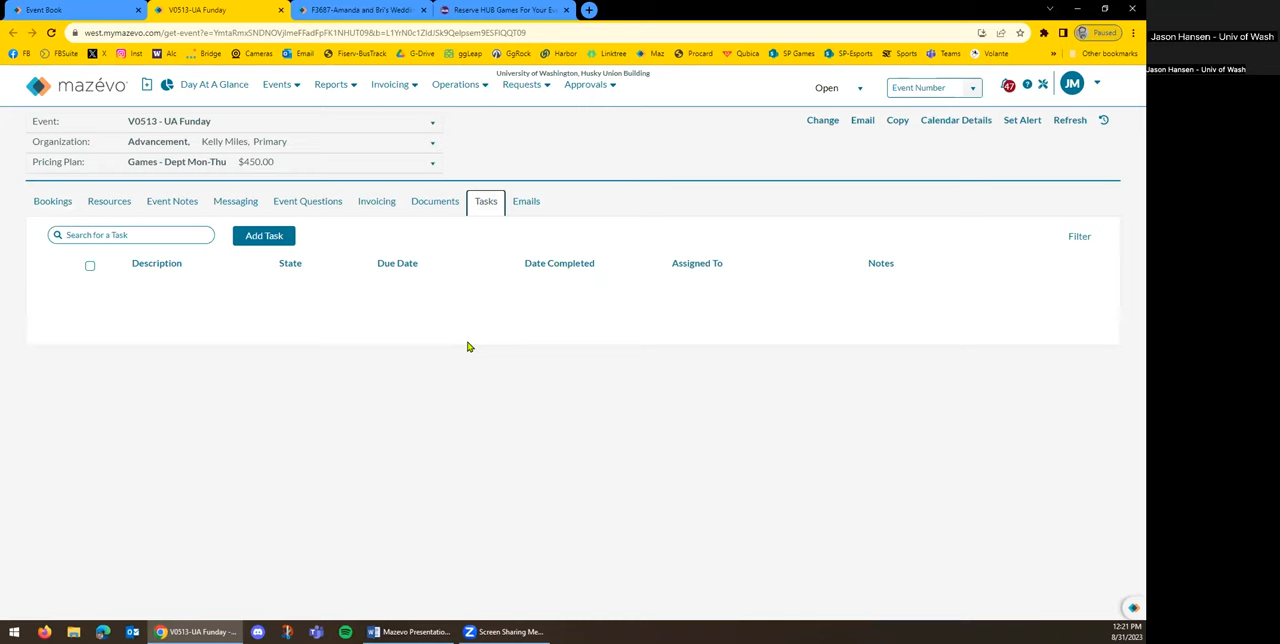 Event Book
V0513-UA Funday
F3687-Amanda and Bri's Weddi
Reserve HUB Games For Your Ev
west.mymazevo.com/get-event?e=YmtaRmxSNDNOVjlmeFFadFpFK1NHUT09&b=L1YrN0c1ZldJSk9Qelpsem9ESFlQQT09
Paused
FB
FBSuite
X
Inst
Alc
Bridge
Cameras
Email
Fiserv-BusTrack
G-Drive
ggLeap
GgRock
Harbor
Linktree
Maz
Procard
Qubica
SP Games
SP-Esports
Sports
Teams
Volante
»
Other bookmarks
University of Washington, Husky Union Building
mazévo
Day At A Glance
Events
Reports
Invoicing
Operations
Requests
Approvals
Open
Event Number
47
JM
Event:
V0513 - UA Funday
Change
Email
Copy
Calendar Details
Set Alert
Refresh
Organization:
Advancement,
Kelly Miles, Primary
Pricing Plan:
Games - Dept Mon-Thu
$450.00
Bookings
Resources
Event Notes
Messaging
Event Questions
Invoicing
Documents
Tasks
Emails
Search for a Task
Add Task
Filter
Description
State
Due Date
Date Completed
Assigned To
Notes
V0513-UA Funday -...
Mazevo Presentatio...
Screen Sharing Me...
12:21 PM
8/31/2023
Jason Hansen - Univ of Wash
Jason Hansen - Univ of Wash